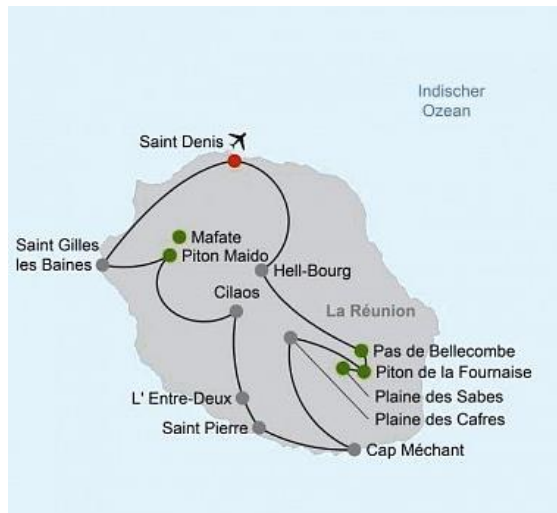 Indischer
Ozean
Saint Denis
Mafate
Saint Gilles
les Baines
Piton Maido
Hell-Bourg
Cilaos
La Réunion
Pas de Bellecombe
Piton de la Fournaise
L' Entre-Deux
Plaine des Sabes
Plaine des Cafres
Saint Pierre
Cap Méchant